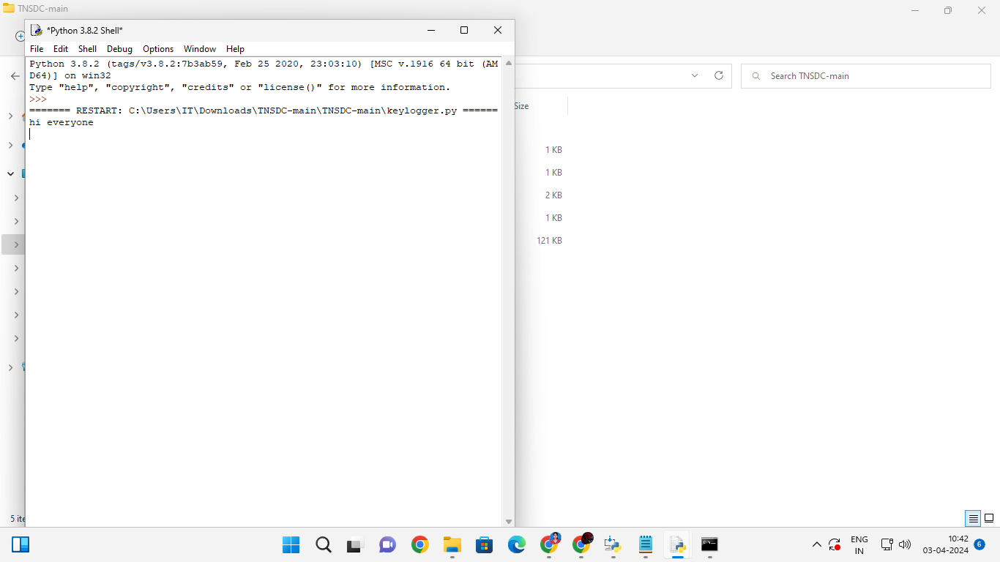 TNSDC-main
*Python 3.8.2 Shell*
File Edit Shell Debug Options Window Help
Python 3.8.2 (tags/v3.8.2:7b3ab59, Feb 25 2020, 23:03:10) [MSC v.1916 64 bit (AM
D64)] on win32
Type "help", "copyright", "credits" or "license()" for more information.
>>>
======= RESTART: C:\Users\IT\Downloads\TNSDC-main\TNSDC-main\keylogger.py ======
hi everyone
Search TNSDC-main
Size
1 KB
1 KB
2 KB
1 KB
121 KB
5 ite
ENG
IN
10:42
03-04-2024
6